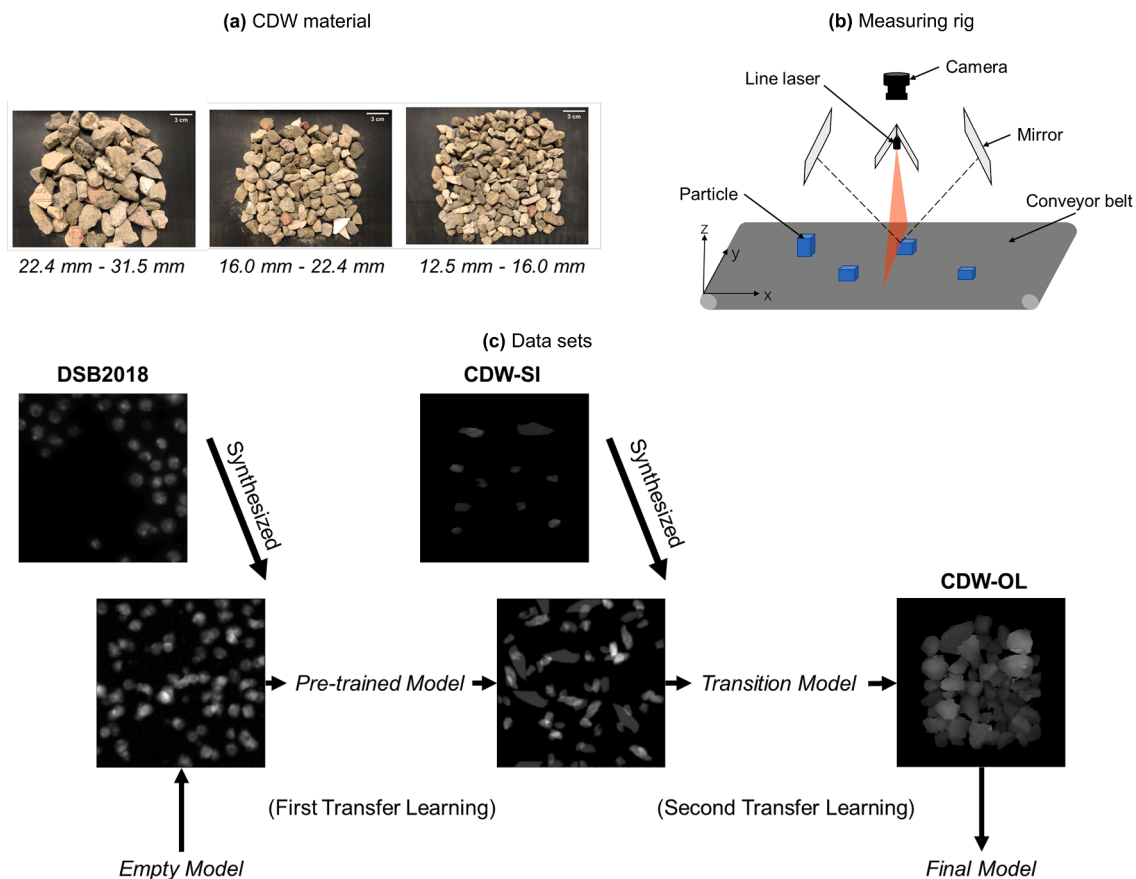 (a) CDW material
3 cm
3 cm
3 cm
22.4 mm - 31.5 mm
16.0 mm - 22.4 mm
12.5 mm - 16.0 mm
(b) Measuring rig
Camera
Line laser
Mirror
Particle
Conveyor belt
z
y
x
(c) Data sets
DSB2018
CDW-SI
Synthesized
Synthesized
CDW-OL
Pre-trained Model
Transition Model
(First Transfer Learning)
(Second Transfer Learning)
Empty Model
Final Model